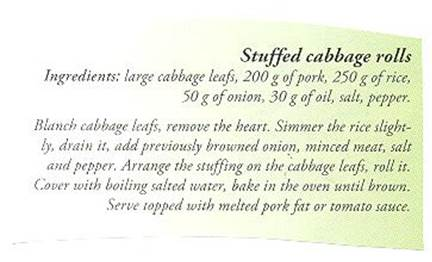 Stuffed cabbage rolls
Ingredients: large cabbage leafs, 200 g of pork, 250 g of rice,
50 g of onion, 30 g of oil, salt, pepper.
Blanch cabbage leafs, remove the heart. Simmer the rice slight-
ly, drain it, add previously browned onion, minced meat, salt
and pepper. Arrange the stuffing on the cabbage leafs, roll it.
Cover with boiling salted water, bake in the oven until brown.
Serve topped with melted pork fat or tomato sauce.